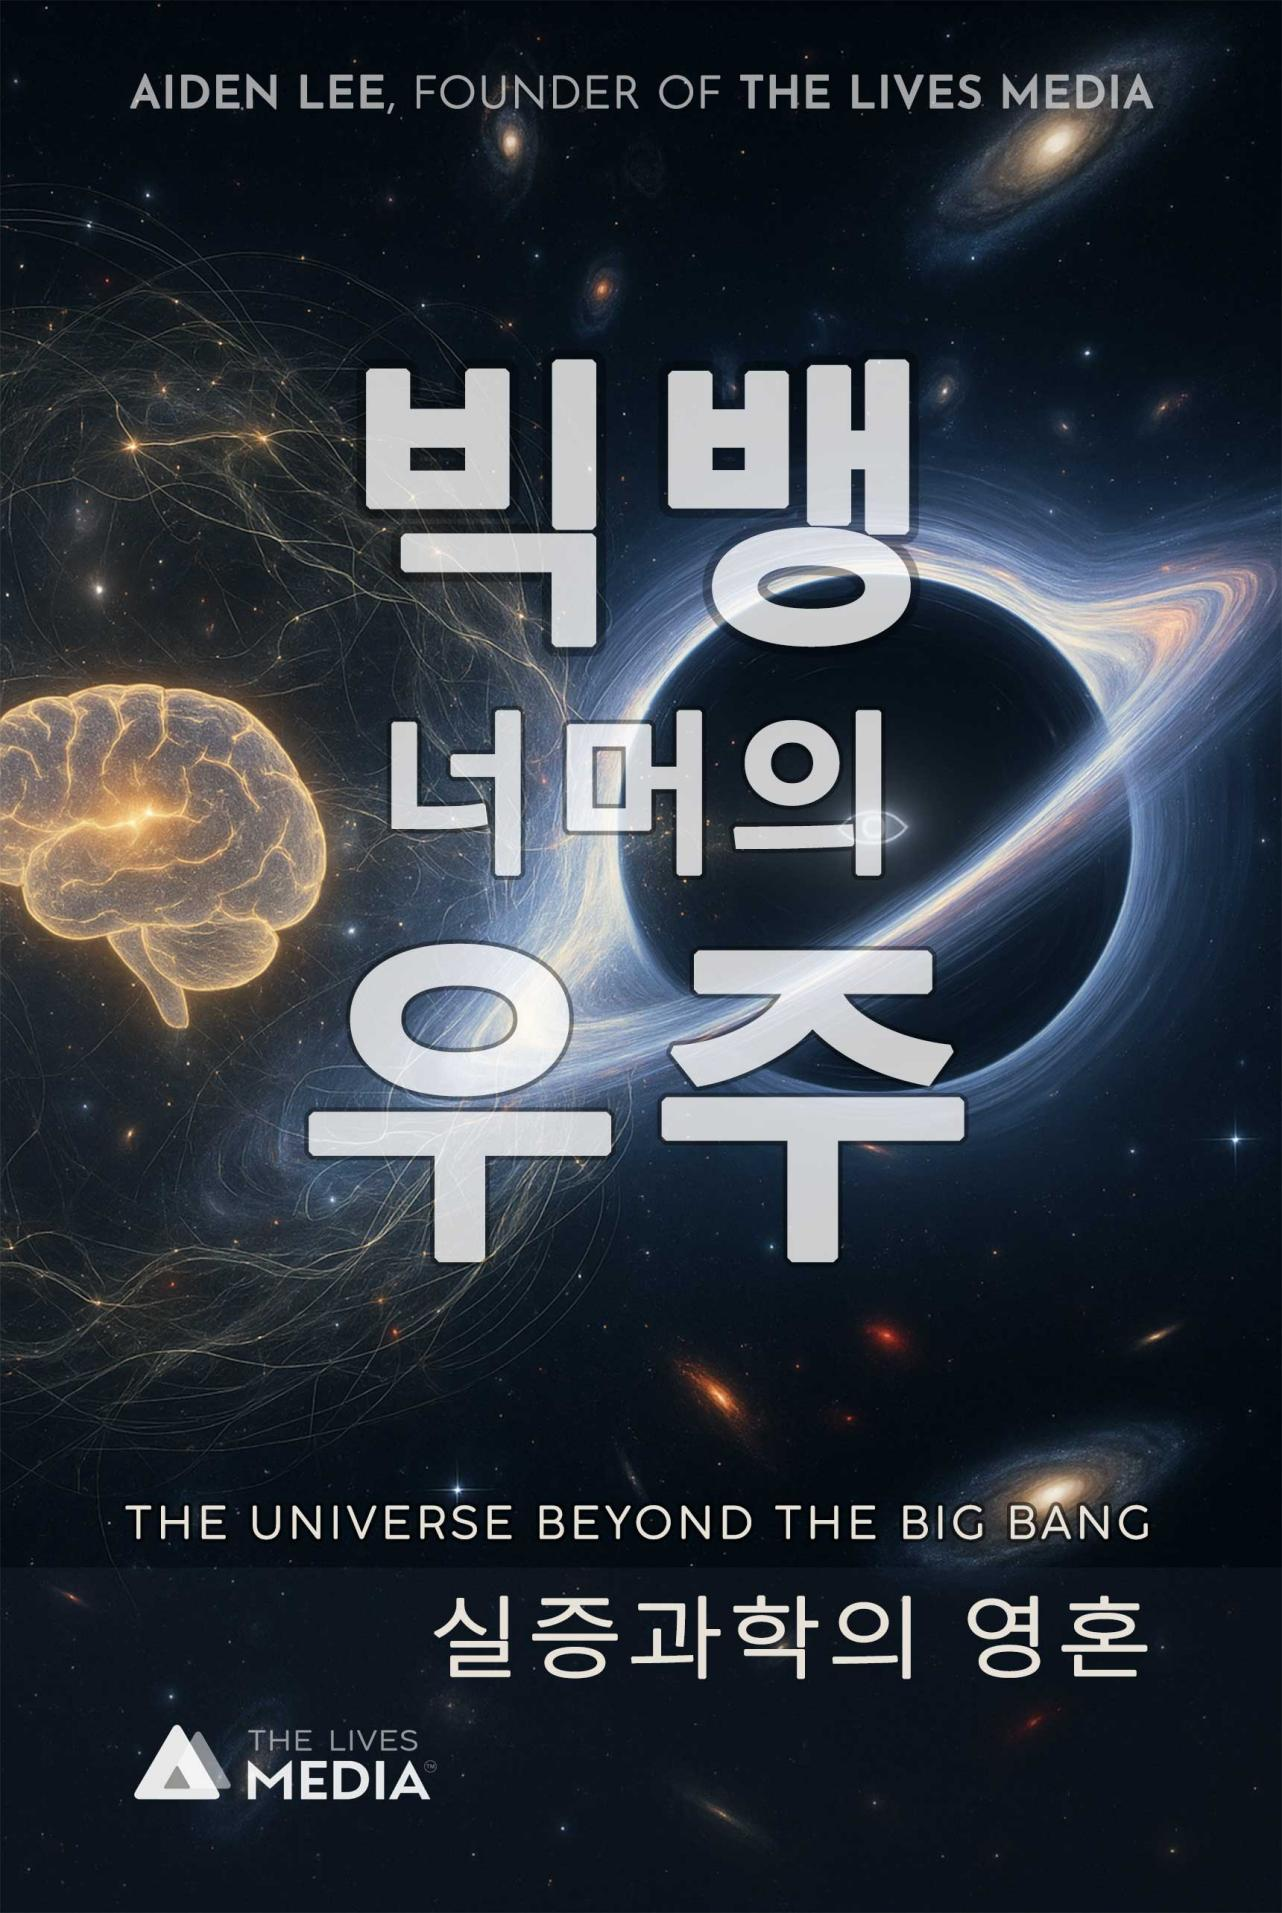 AIDEN LEE, FOUNDER OF THE LIVES MEDIA
빅뱅
너머의
우주
THE UNIVERSE BEYOND THE BIG BANG
실증과학의 영혼
THE LIVES
MEDIA™